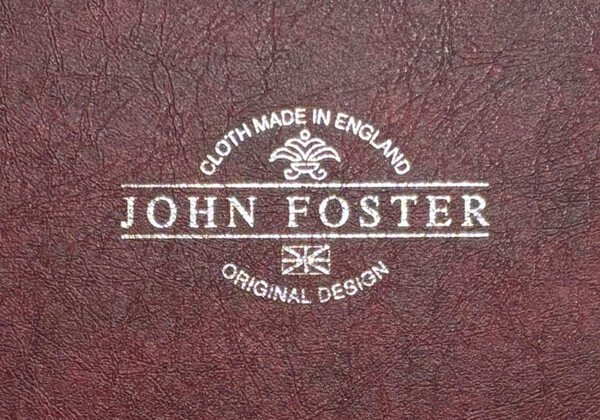 CLOTH MADE IN ENGLAND
JOHN FOSTER
ORIGINAL DESIGN